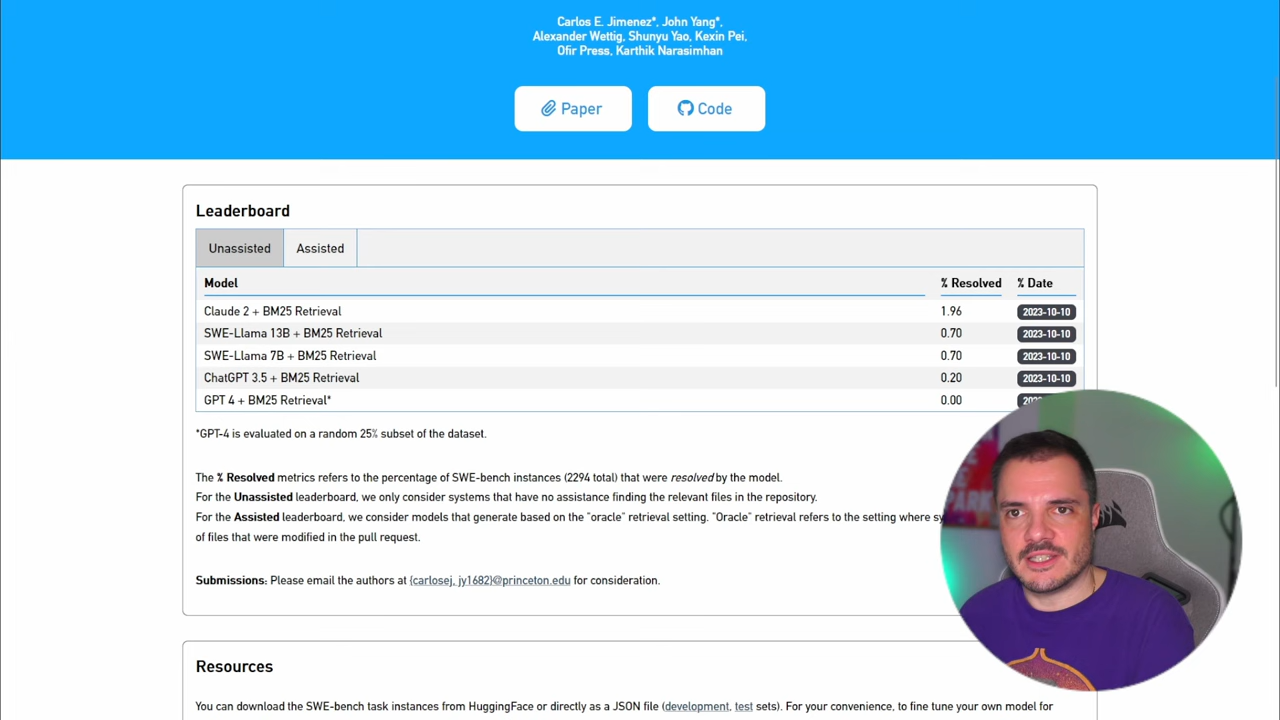 Carlos E. Jimenez*, John Yang*,
Alexander Wettig, Shunyu Yao, Kexin Pei,
Ofir Press, Karthik Narasimhan
Paper
Code
Leaderboard
Unassisted Assisted
Model % Resolved % Date
Claude 2 + BM25 Retrieval 1.96 2023-10-10
SWE-Llama 13B + BM25 Retrieval 0.70 2023-10-10
SWE-Llama 7B + BM25 Retrieval 0.70 2023-10-10
ChatGPT 3.5 + BM25 Retrieval 0.20 2023-10-10
GPT 4 + BM25 Retrieval* 0.00
*GPT-4 is evaluated on a random 25% subset of the dataset.
The % Resolved metrics refers to the percentage of SWE-bench instances (2294 total) that were resolved by the model.
For the Unassisted leaderboard, we only consider systems that have no assistance finding the relevant files in the repository.
For the Assisted leaderboard, we consider models that generate based on the "oracle" retrieval setting. "Oracle" retrieval refers to the setting where
of files that were modified in the pull request.
Submissions: Please email the authors at {carlosej, jy1682}@princeton.edu for consideration.
Resources
You can download the SWE-bench task instances from HuggingFace or directly as a JSON file (development, test sets). For your convenience, to fine tune your own model for